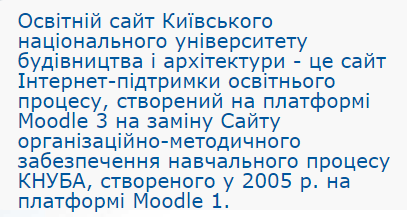 Освітній сайт Київського
національного університету
будівництва і архітектури - це сайт
Інтернет-підтримки освітнього
процесу, створений на платформі
Moodle 3 на заміну Сайту
організаційно-методичного
забезпечення навчального процесу
КНУБА, створеного у 2005 р. на
платформі Moodle 1.